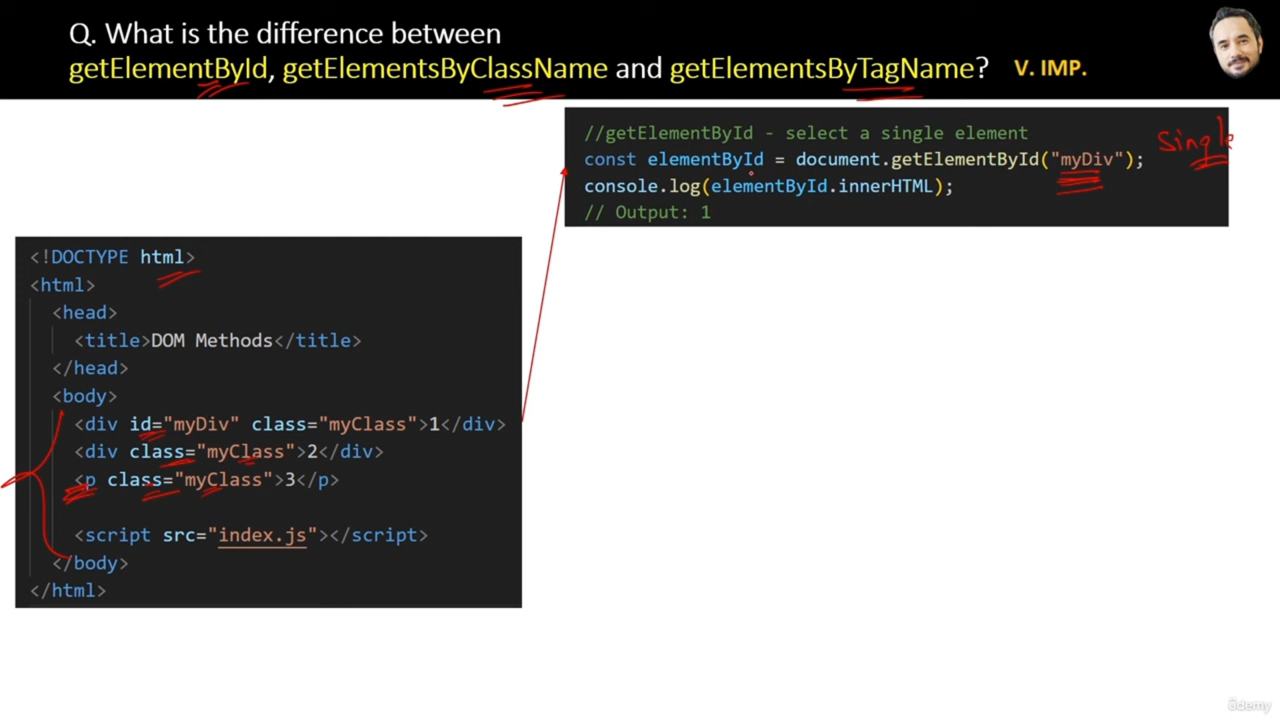 Q. What is the difference between
getElementById, getElementsByClassName and getElementsByTagName? V. IMP.
//getElementById - select a single element
const elementById = document.getElementById("myDiv");
console.log(elementById.innerHTML);
// Output: 1
Single
<!DOCTYPE html>
<html>
<head>
<title>DOM Methods</title>
</head>
<body>
<div id="myDiv" class="myClass">1</div>
<div class="myClass">2</div>
<p class="myClass">3</p>
<script src="index.js"></script>
</body>
</html>
ûdemy